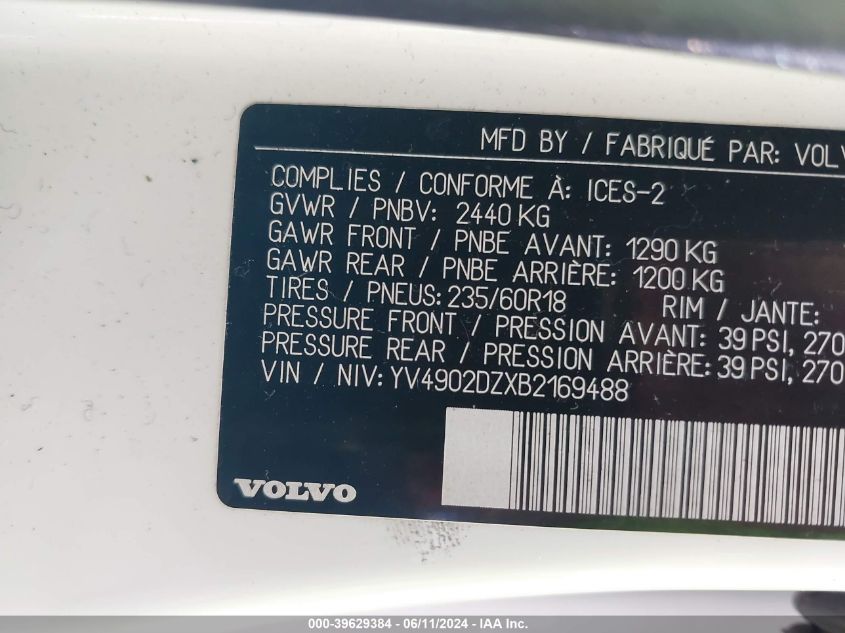 MFD BY / FABRIQUÉ PAR: VOLV
COMPLIES / CONFORME À: ICES-2
GVWR / PNBV: 2440 KG
GAWR FRONT / PNBE AVANT: 1290 KG
GAWR REAR / PNBE ARRIÈRE: 1200 KG
TIRES / PNEUS: 235/60R18 RIM / JANTE:
PRESSURE FRONT / PRESSION AVANT: 39 PSI, 270
PRESSURE REAR / PRESSION ARRIÈRE: 39 PSI, 270
VIN / NIV: YV4902DZXB2169488
VOLVO
000-39629384 - 06/11/2024 - IAA Inc.